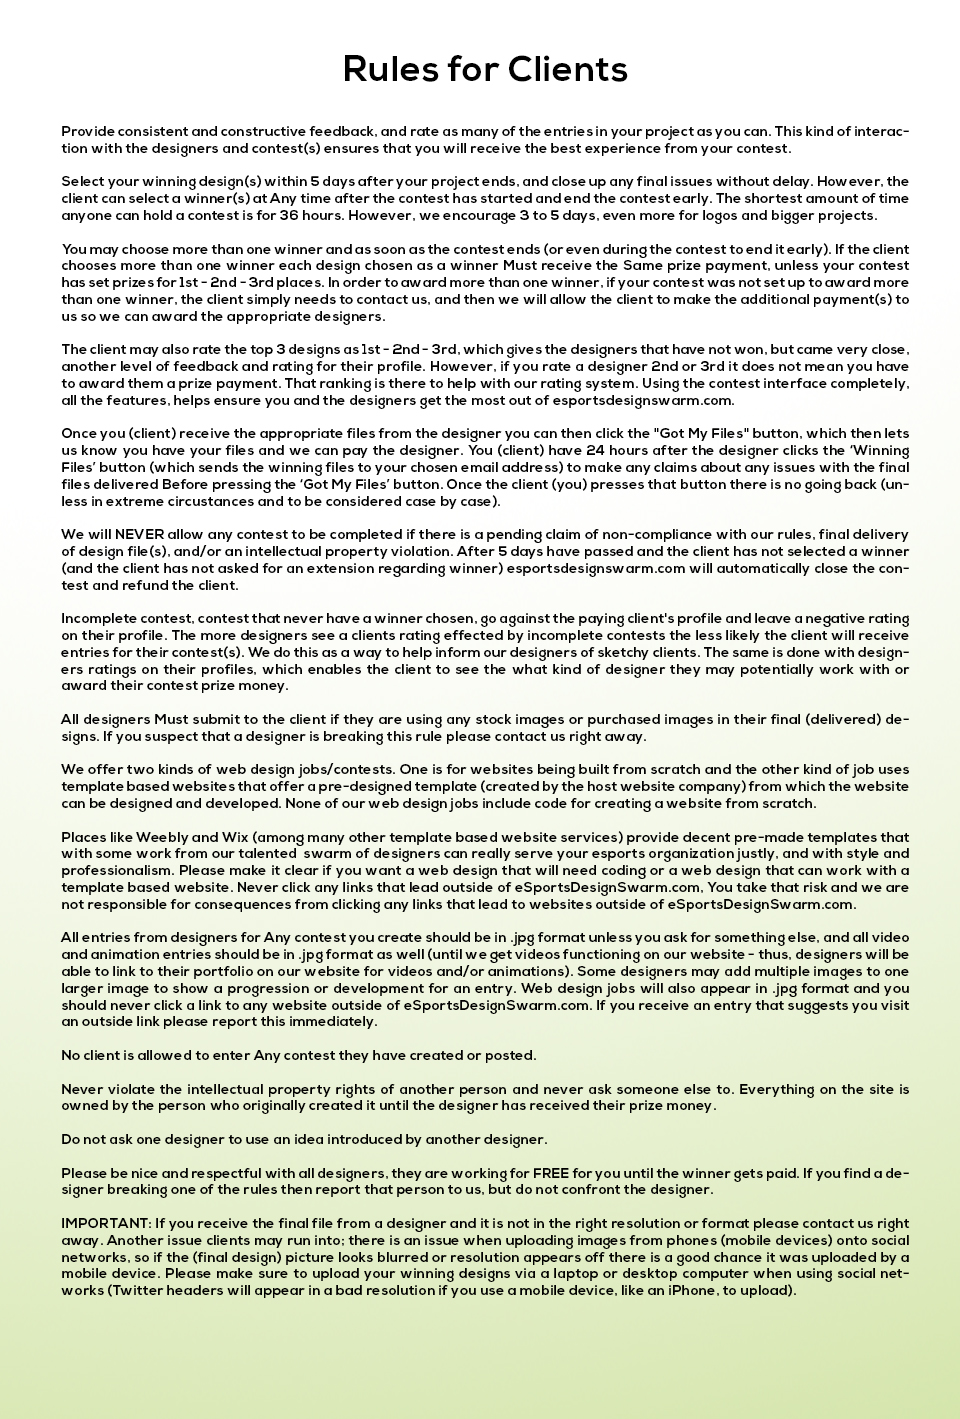 Rules for Clients
Provide consistent and constructive feedback, and rate as many of the entries in your project as you can. This kind of interac-
tion with the designers and contest(s) ensures that you will receive the best experience from your contest.
Select your winning design(s) within 5 days after your project ends, and close up any final issues without delay. However, the
client can select a winner(s) at Any time after the contest has started and end the contest early. The shortest amount of time
anyone can hold a contest is for 36 hours. However, we encourage 3 to 5 days, even more for logos and bigger projects.
You may choose more than one winner and as soon as the contest ends (or even during the contest to end it early). If the client
chooses more than one winner each design chosen as a winner Must receive the Same prize payment, unless your contest
has set prizes for 1st - 2nd - 3rd places. In order to award more than one winner, if your contest was not set up to award more
than one winner, the client simply needs to contact us, and then we will allow the client to make the additional payment(s) to
us so we can award the appropriate designers.
The client may also rate the top 3 designs as 1st - 2nd - 3rd, which gives the designers that have not won, but came very close,
another level of feedback and rating for their profile. However, if you rate a designer 2nd or 3rd it does not mean you have
to award them a prize payment. That ranking is there to help with our rating system. Using the contest interface completely,
all the features, helps ensure you and the designers get the most out of esportsdesignswarm.com.
Once you (client) receive the appropriate files from the designer you can then click the "Got My Files" button, which then lets
us know you have your files and we can pay the designer. You (client) have 24 hours after the designer clicks the ‘Winning
Files’ button (which sends the winning files to your chosen email address) to make any claims about any issues with the final
files delivered Before pressing the ‘Got My Files’ button. Once the client (you) presses that button there is no going back (un-
less in extreme circustances and to be considered case by case).
We will NEVER allow any contest to be completed if there is a pending claim of non-compliance with our rules, final delivery
of design file(s), and/or an intellectual property violation. After 5 days have passed and the client has not selected a winner
(and the client has not asked for an extension regarding winner) esportsdesignswarm.com will automatically close the con-
test and refund the client.
Incomplete contest, contest that never have a winner chosen, go against the paying client's profile and leave a negative rating
on their profile. The more designers see a clients rating effected by incomplete contests the less likely the client will receive
entries for their contest(s). We do this as a way to help inform our designers of sketchy clients. The same is done with design-
ers ratings on their profiles, which enables the client to see the what kind of designer they may potentially work with or
award their contest prize money.
All designers Must submit to the client if they are using any stock images or purchased images in their final (delivered) de-
signs. If you suspect that a designer is breaking this rule please contact us right away.
We offer two kinds of web design jobs/contests. One is for websites being built from scratch and the other kind of job uses
template based websites that offer a pre-designed template (created by the host website company) from which the website
can be designed and developed. None of our web design jobs include code for creating a website from scratch.
Places like Weebly and Wix (among many other template based website services) provide decent pre-made templates that
with some work from our talented swarm of designers can really serve your esports organization justly, and with style and
professionalism. Please make it clear if you want a web design that will need coding or a web design that can work with a
template based website. Never click any links that lead outside of eSportsDesignSwarm.com, You take that risk and we are
not responsible for consequences from clicking any links that lead to websites outside of eSportsDesignSwarm.com.
All entries from designers for Any contest you create should be in .jpg format unless you ask for something else, and all video
and animation entries should be in .jpg format as well (until we get videos functioning on our website - thus, designers will be
able to link to their portfolio on our website for videos and/or animations). Some designers may add multiple images to one
larger image to show a progression or development for an entry. Web design jobs will also appear in .jpg format and you
should never click a link to any website outside of eSportsDesignSwarm.com. If you receive an entry that suggests you visit
an outside link please report this immediately.
No client is allowed to enter Any contest they have created or posted.
Never violate the intellectual property rights of another person and never ask someone else to. Everything on the site is
owned by the person who originally created it until the designer has received their prize money.
Do not ask one designer to use an idea introduced by another designer.
Please be nice and respectful with all designers, they are working for FREE for you until the winner gets paid. If you find a de-
signer breaking one of the rules then report that person to us, but do not confront the designer.
IMPORTANT: If you receive the final file from a designer and it is not in the right resolution or format please contact us right
away. Another issue clients may run into; there is an issue when uploading images from phones (mobile devices) onto social
networks, so if the (final design) picture looks blurred or resolution appears off there is a good chance it was uploaded by a
mobile device. Please make sure to upload your winning designs via a laptop or desktop computer when using social net-
works (Twitter headers will appear in a bad resolution if you use a mobile device, like an iPhone, to upload).